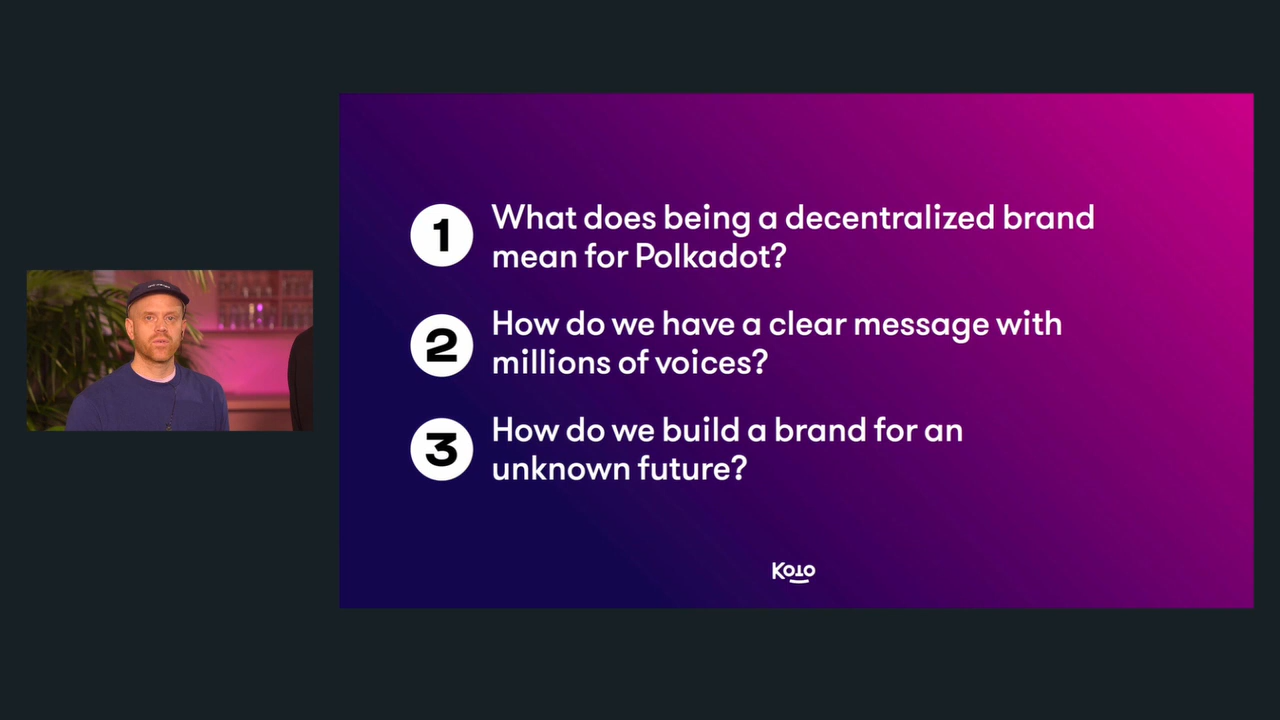 1
What does being a decentralized brand
mean for Polkadot?
2
How do we have a clear message with
millions of voices?
3
How do we build a brand for an
unknown future?
Koto